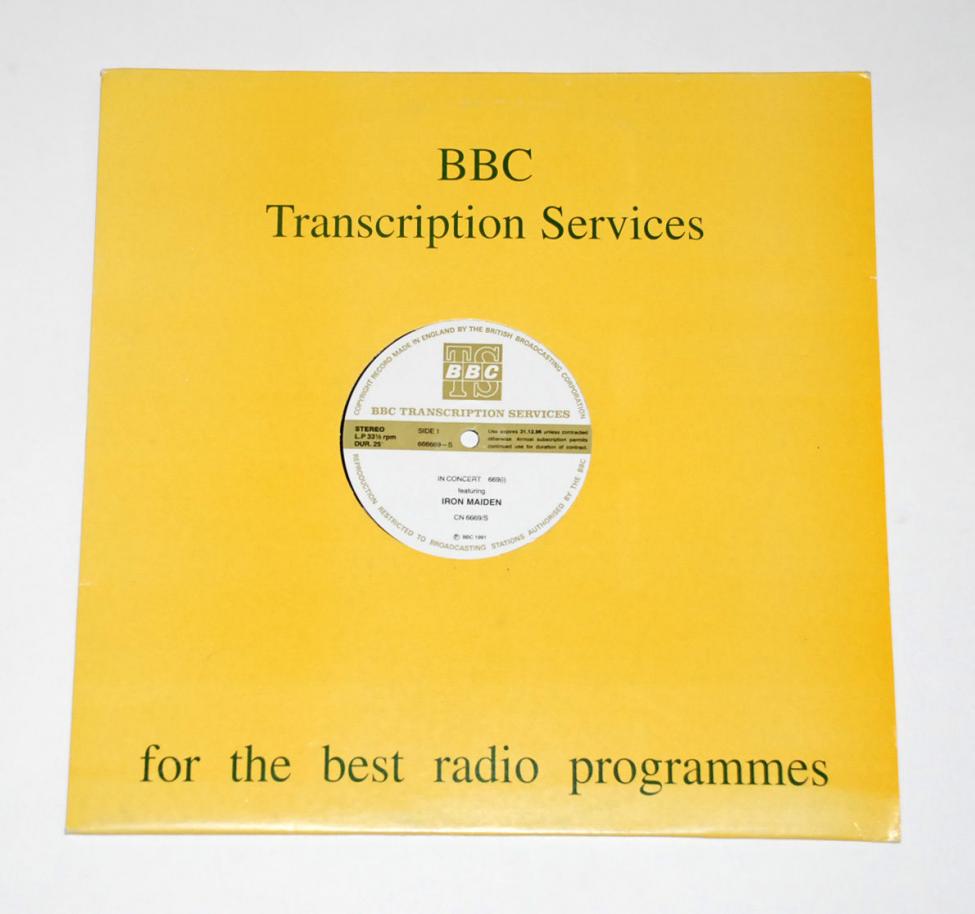 BBC
Transcription Services
COPYRIGHT RECORD MADE IN ENGLAND BY THE BRITISH BROADCASTING CORPORATION
TS
BBC
BBC TRANSCRIPTION SERVICES
STEREO
L.P 33⅓ rpm
DUR. 25'
SIDE 1
666669–S
Use expires 31.12.96 unless contracted
otherwise. Annual subscription permits
continued use for duration of contract.
IN CONCERT 669(I)
featuring
IRON MAIDEN
CN 6669/S
℗ BBC 1991
REPRODUCTION RESTRICTED TO BROADCASTING STATIONS AUTHORISED BY THE BBC
for the best radio programmes